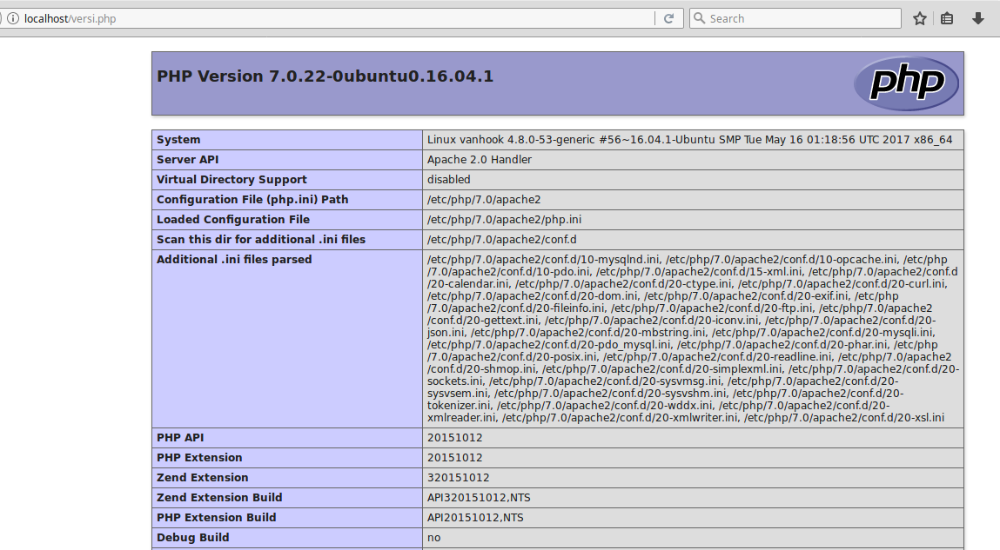 localhost/versi.php
Search
PHP Version 7.0.22-0ubuntu0.16.04.1
php
System Linux vanhook 4.8.0-53-generic #56~16.04.1-Ubuntu SMP Tue May 16 01:18:56 UTC 2017 x86_64
Server API Apache 2.0 Handler
Virtual Directory Support disabled
Configuration File (php.ini) Path /etc/php/7.0/apache2
Loaded Configuration File /etc/php/7.0/apache2/php.ini
Scan this dir for additional .ini files /etc/php/7.0/apache2/conf.d
Additional .ini files parsed /etc/php/7.0/apache2/conf.d/10-mysqlnd.ini, /etc/php/7.0/apache2/conf.d/10-opcache.ini, /etc/php
/7.0/apache2/conf.d/10-pdo.ini, /etc/php/7.0/apache2/conf.d/15-xml.ini, /etc/php/7.0/apache2/conf.d
/20-calendar.ini, /etc/php/7.0/apache2/conf.d/20-ctype.ini, /etc/php/7.0/apache2/conf.d/20-curl.ini,
/etc/php/7.0/apache2/conf.d/20-dom.ini, /etc/php/7.0/apache2/conf.d/20-exif.ini, /etc/php
/7.0/apache2/conf.d/20-fileinfo.ini, /etc/php/7.0/apache2/conf.d/20-ftp.ini, /etc/php/7.0/apache2
/conf.d/20-gettext.ini, /etc/php/7.0/apache2/conf.d/20-iconv.ini, /etc/php/7.0/apache2/conf.d/20-
json.ini, /etc/php/7.0/apache2/conf.d/20-mbstring.ini, /etc/php/7.0/apache2/conf.d/20-mysqli.ini,
/etc/php/7.0/apache2/conf.d/20-pdo_mysql.ini, /etc/php/7.0/apache2/conf.d/20-phar.ini, /etc/php
/7.0/apache2/conf.d/20-posix.ini, /etc/php/7.0/apache2/conf.d/20-readline.ini, /etc/php/7.0/apache2
/conf.d/20-shmop.ini, /etc/php/7.0/apache2/conf.d/20-simplexml.ini, /etc/php/7.0/apache2/conf.d/20-
sockets.ini, /etc/php/7.0/apache2/conf.d/20-sysvmsg.ini, /etc/php/7.0/apache2/conf.d/20-
sysvsem.ini, /etc/php/7.0/apache2/conf.d/20-sysvshm.ini, /etc/php/7.0/apache2/conf.d/20-
tokenizer.ini, /etc/php/7.0/apache2/conf.d/20-wddx.ini, /etc/php/7.0/apache2/conf.d/20-
xmlreader.ini, /etc/php/7.0/apache2/conf.d/20-xmlwriter.ini, /etc/php/7.0/apache2/conf.d/20-xsl.ini
PHP API 20151012
PHP Extension 20151012
Zend Extension 320151012
Zend Extension Build API320151012,NTS
PHP Extension Build API20151012,NTS
Debug Build no